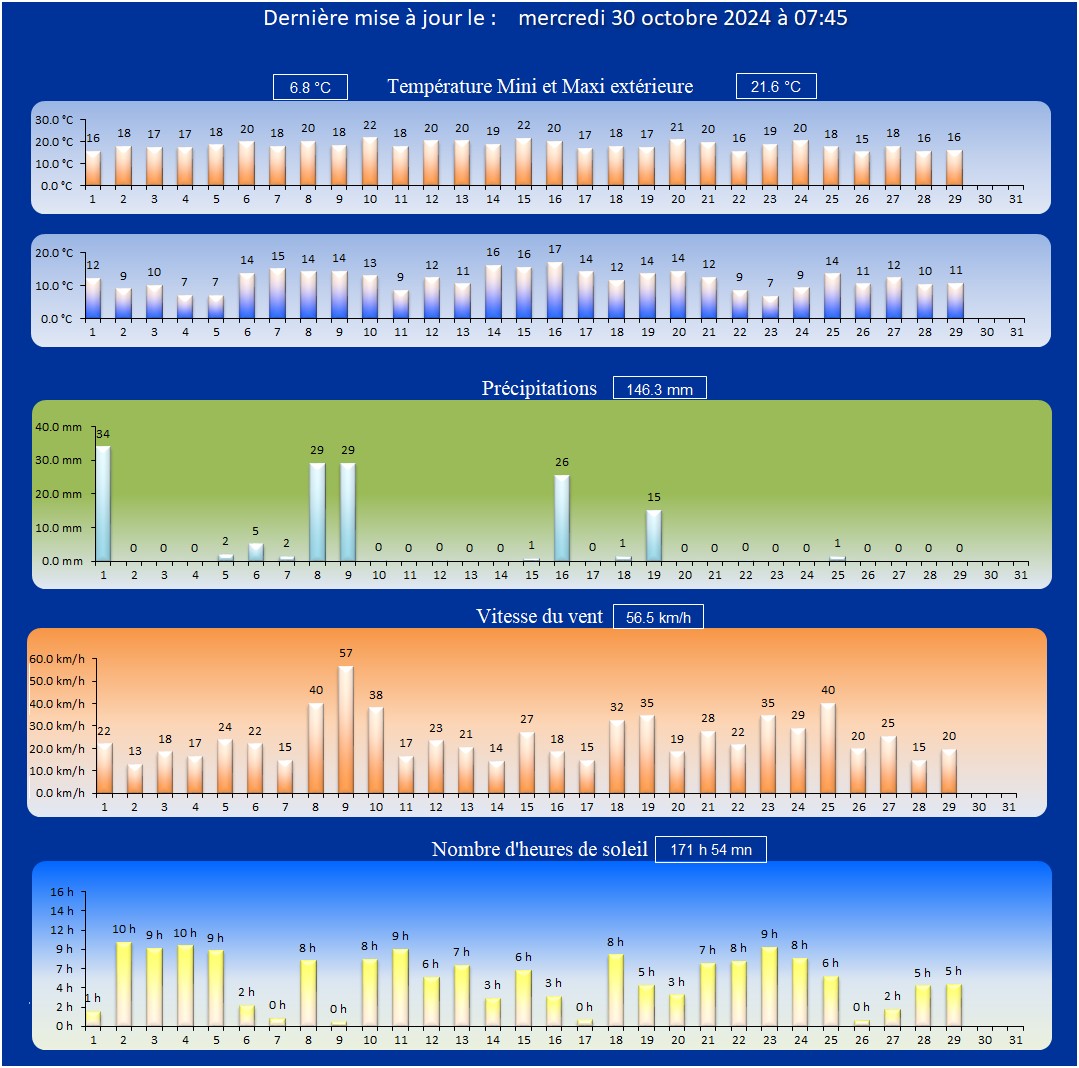 Dernière mise à jour le : mercredi 30 octobre 2024 à 07:45
6.8 °C Température Mini et Maxi extérieure 21.6 °C
30.0 °C
20.0 °C
10.0 °C
0.0 °C
16 18 17 17 18 20 18 20 18 22 18 20 20 19 22 20 17 18 17 21 20 16 19 20 18 15 18 16 16
1 2 3 4 5 6 7 8 9 10 11 12 13 14 15 16 17 18 19 20 21 22 23 24 25 26 27 28 29 30 31
20.0 °C
10.0 °C
0.0 °C
12 9 10 7 7 14 15 14 14 13 9 12 11 16 16 17 14 12 14 14 12 9 7 9 14 11 12 10 11
1 2 3 4 5 6 7 8 9 10 11 12 13 14 15 16 17 18 19 20 21 22 23 24 25 26 27 28 29 30 31
Précipitations 146.3 mm
40.0 mm
30.0 mm
20.0 mm
10.0 mm
0.0 mm
34 0 0 0 2 5 2 29 29 0 0 0 0 0 1 26 0 1 15 0 0 0 0 0 1 0 0 0 0
1 2 3 4 5 6 7 8 9 10 11 12 13 14 15 16 17 18 19 20 21 22 23 24 25 26 27 28 29 30 31
Vitesse du vent 56.5 km/h
60.0 km/h
50.0 km/h
40.0 km/h
30.0 km/h
20.0 km/h
10.0 km/h
0.0 km/h
22 13 18 17 24 22 15 40 57 38 17 23 21 14 27 18 15 32 35 19 28 22 35 29 40 20 25 15 20
1 2 3 4 5 6 7 8 9 10 11 12 13 14 15 16 17 18 19 20 21 22 23 24 25 26 27 28 29 30 31
Nombre d'heures de soleil 171 h 54 mn
16 h
14 h
12 h
9 h
7 h
4 h
2 h
0 h
1 h 10 h 9 h 10 h 9 h 2 h 0 h 8 h 0 h 8 h 9 h 6 h 7 h 3 h 6 h 3 h 0 h 8 h 5 h 3 h 7 h 8 h 9 h 8 h 6 h 0 h 2 h 5 h 5 h
1 2 3 4 5 6 7 8 9 10 11 12 13 14 15 16 17 18 19 20 21 22 23 24 25 26 27 28 29 30 31